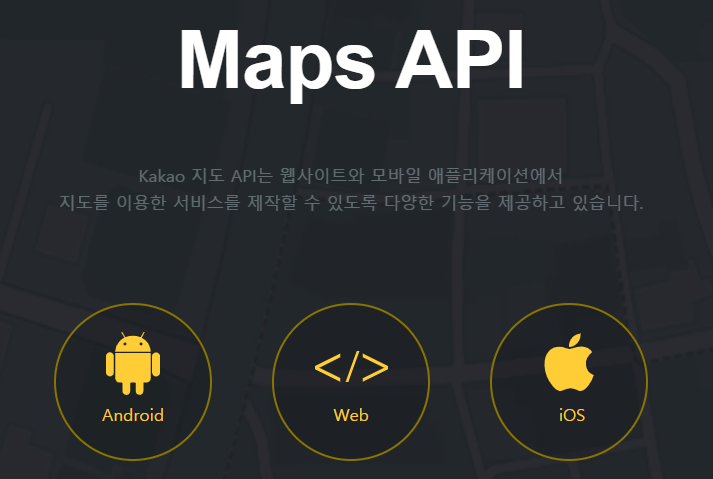 Maps API
Kakao 지도 API는 웹사이트와 모바일 애플리케이션에서
지도를 이용한 서비스를 제작할 수 있도록 다양한 기능을 제공하고 있습니다.
</>
Android
Web
iOS